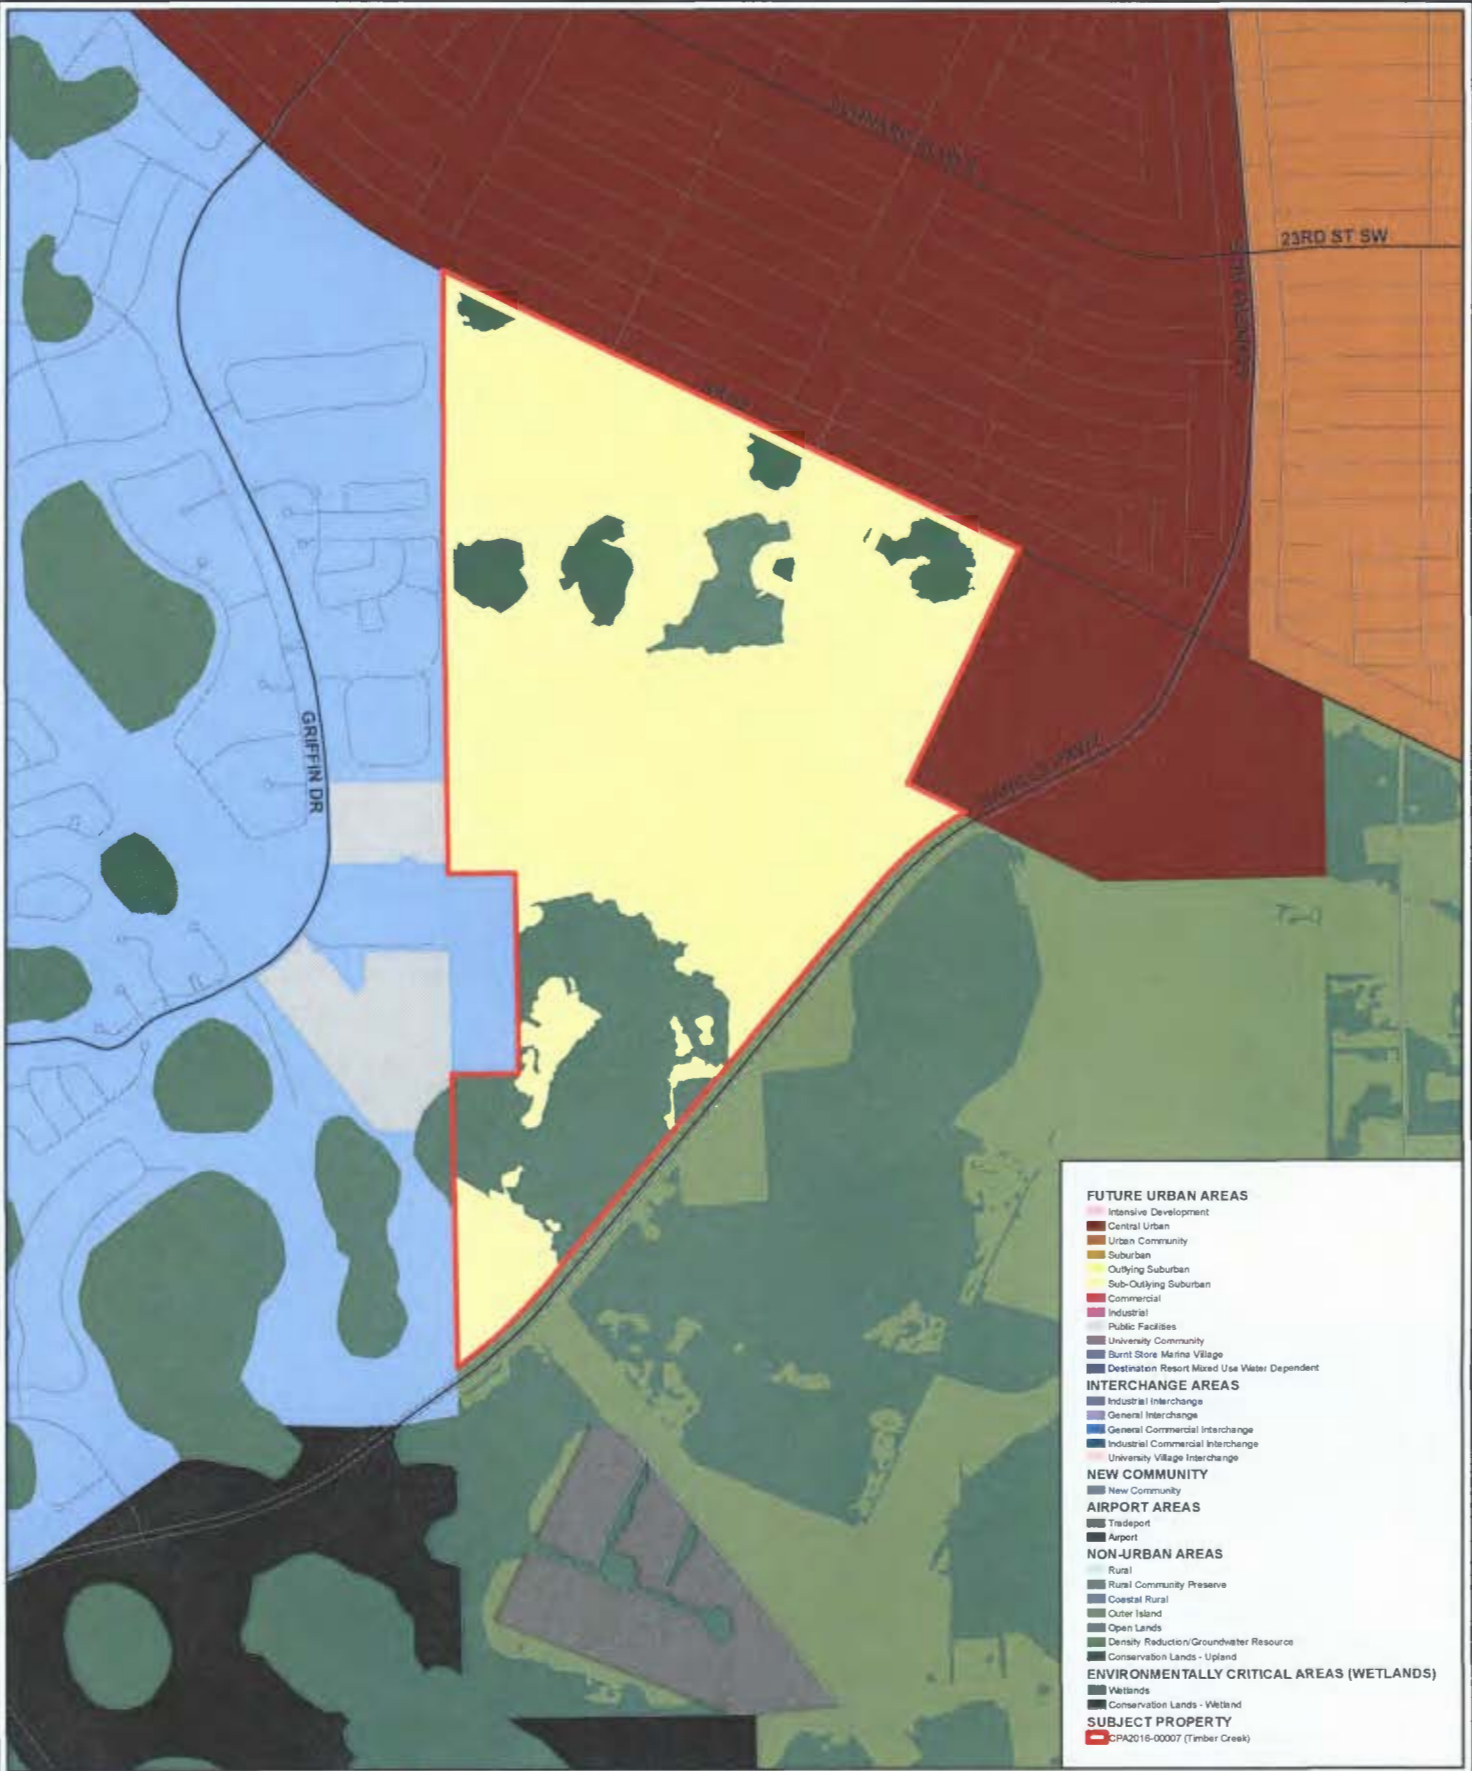 23RD ST SW
GRIFFIN DR
FUTURE URBAN AREAS
Intensive Development
Central Urban
Urban Community
Suburban
Outlying Suburban
Sub-Outlying Suburban
Commercial
Industrial
Public Facilities
University Community
Burnt Store Marina Village
Destination Resort Mixed Use Water Dependent
INTERCHANGE AREAS
Industrial Interchange
General Interchange
General Commercial Interchange
Industrial Commercial Interchange
University Village Interchange
NEW COMMUNITY
New Community
AIRPORT AREAS
Tradeport
Airport
NON-URBAN AREAS
Rural
Rural Community Preserve
Coastal Rural
Outer Island
Open Lands
Density Reduction/Groundwater Resource
Conservation Lands - Upland
ENVIRONMENTALLY CRITICAL AREAS (WETLANDS)
Wetlands
Conservation Lands - Wetland
SUBJECT PROPERTY
CPA2016-00007 (Timber Creek)